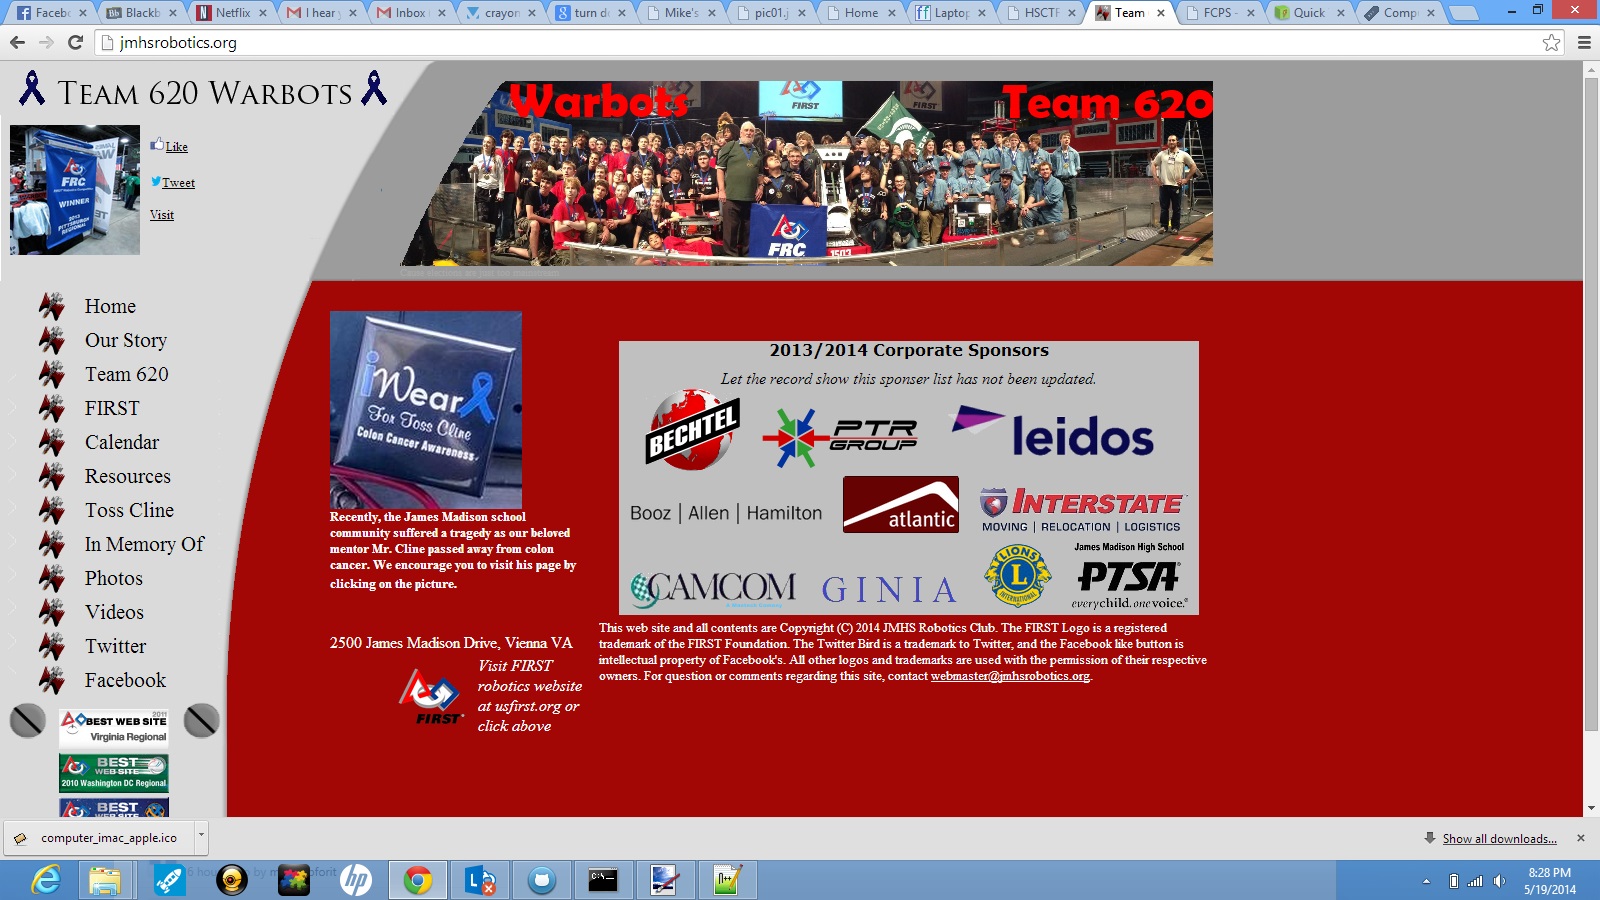 Facebo
Blackb
Netflix
I hear y
Inbox
crayon
turn do
Mike's
pic01.j
Home
Laptop
HSCTF
Team
FCPS -
Quick
Comp
jmhsrobotics.org
Team 620 Warbots
Like
Tweet
Visit
FRC
WINNER
2013
PITTSBURGH
REGIONAL
Warbots
Team 620
FIRST
FRC
1503
Home
Our Story
Team 620
FIRST
Calendar
Resources
Toss Cline
In Memory Of
Photos
Videos
Twitter
Facebook
2011
BEST WEB SITE
Virginia Regional
BEST
WEB SITE
2010 Washington DC Regional
BEST
WEB SITE
iWear
For Toss Cline
Colon Cancer Awareness
Recently, the James Madison school
community suffered a tragedy as our beloved
mentor Mr. Cline passed away from colon
cancer. We encourage you to visit his page by
clicking on the picture.
2500 James Madison Drive, Vienna VA
FIRST
Visit FIRST
robotics website
at usfirst.org or
click above
2013/2014 Corporate Sponsors
Let the record show this sponser list has not been updated.
BECHTEL
PTR
GROUP
leidos
Booz | Allen | Hamilton
atlantic
INTERSTATE
MOVING | RELOCATION | LOGISTICS
CAMCOM
GINIA
LIONS
L
INTERNATIONAL
James Madison High School
PTSA
everychild.onevoice.®
This web site and all contents are Copyright (C) 2014 JMHS Robotics Club. The FIRST Logo is a registered
trademark of the FIRST Foundation. The Twitter Bird is a trademark to Twitter, and the Facebook like button is
intellectual property of Facebook's. All other logos and trademarks are used with the permission of their respective
owners. For question or comments regarding this site, contact webmaster@jmhsrobotics.org.
computer_imac_apple.ico
Show all downloads...
8:28 PM
5/19/2014